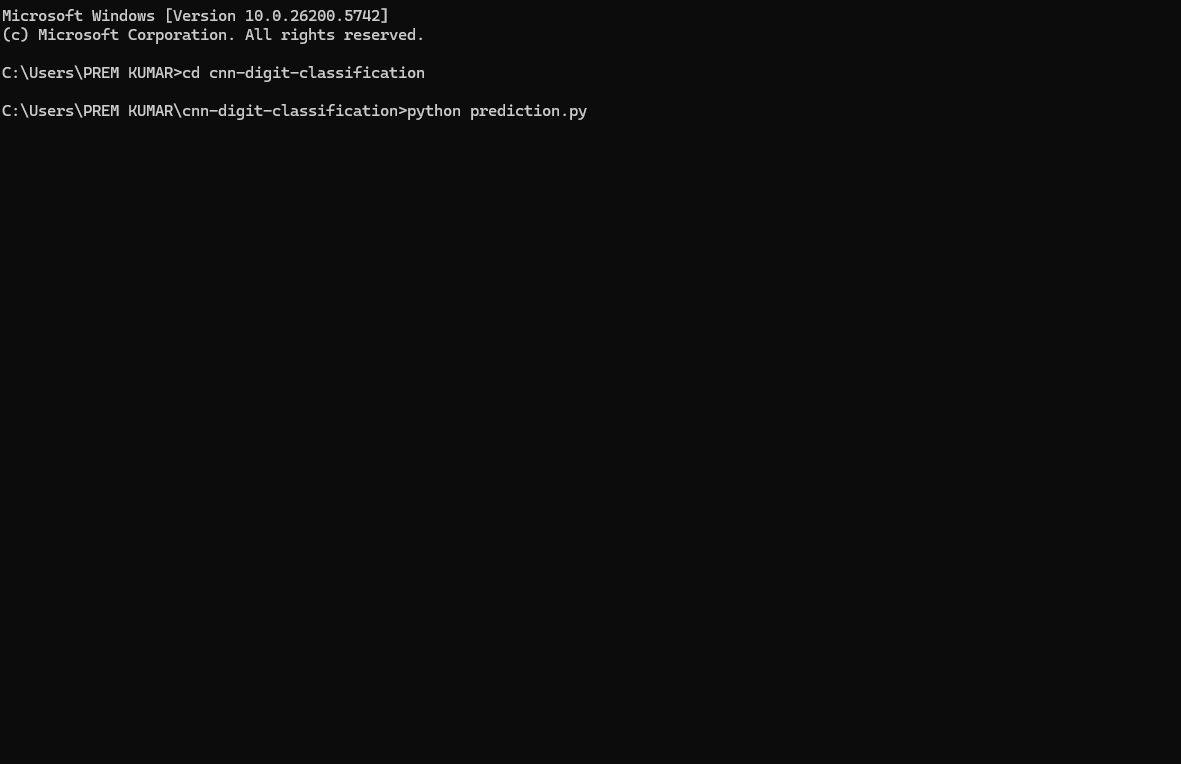 Microsoft Windows [Version 10.0.26200.5742]
(c) Microsoft Corporation. All rights reserved.
C:\Users\PREM KUMAR>cd cnn-digit-classification
C:\Users\PREM KUMAR\cnn-digit-classification>python prediction.py